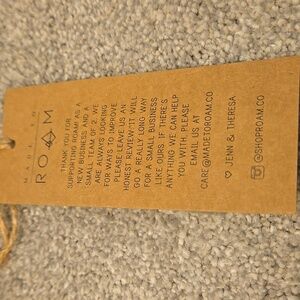 MADE TO
ROAM
THANK YOU FOR
SUPPORTING ROAM AS A
NEW BUSINESS AND A
SMALL TEAM OF 2. WE
ARE ALWAYS LOOKING
FOR WAYS TO IMPROVE
PLEASE LEAVE US AN
HONEST REVIEW! IT WILL
GO A REALLY LONG WAY
FOR A SMALL BUSINESS
LIKE OURS. IF THERE'S
ANYTHING WE CAN HELP
YOU WITH, PLEASE
EMAIL US AT
CARE@MADETOROAM.CO
♡ JENN & THERESA
@SHOPROAM.CO